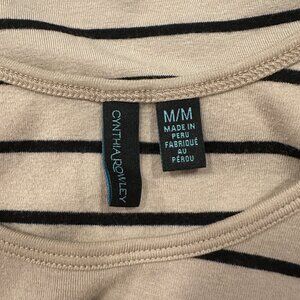 CYNTHIA ROWLEY
M/M
MADE IN
PERU
FABRIQUÉ
AU
PÉROU